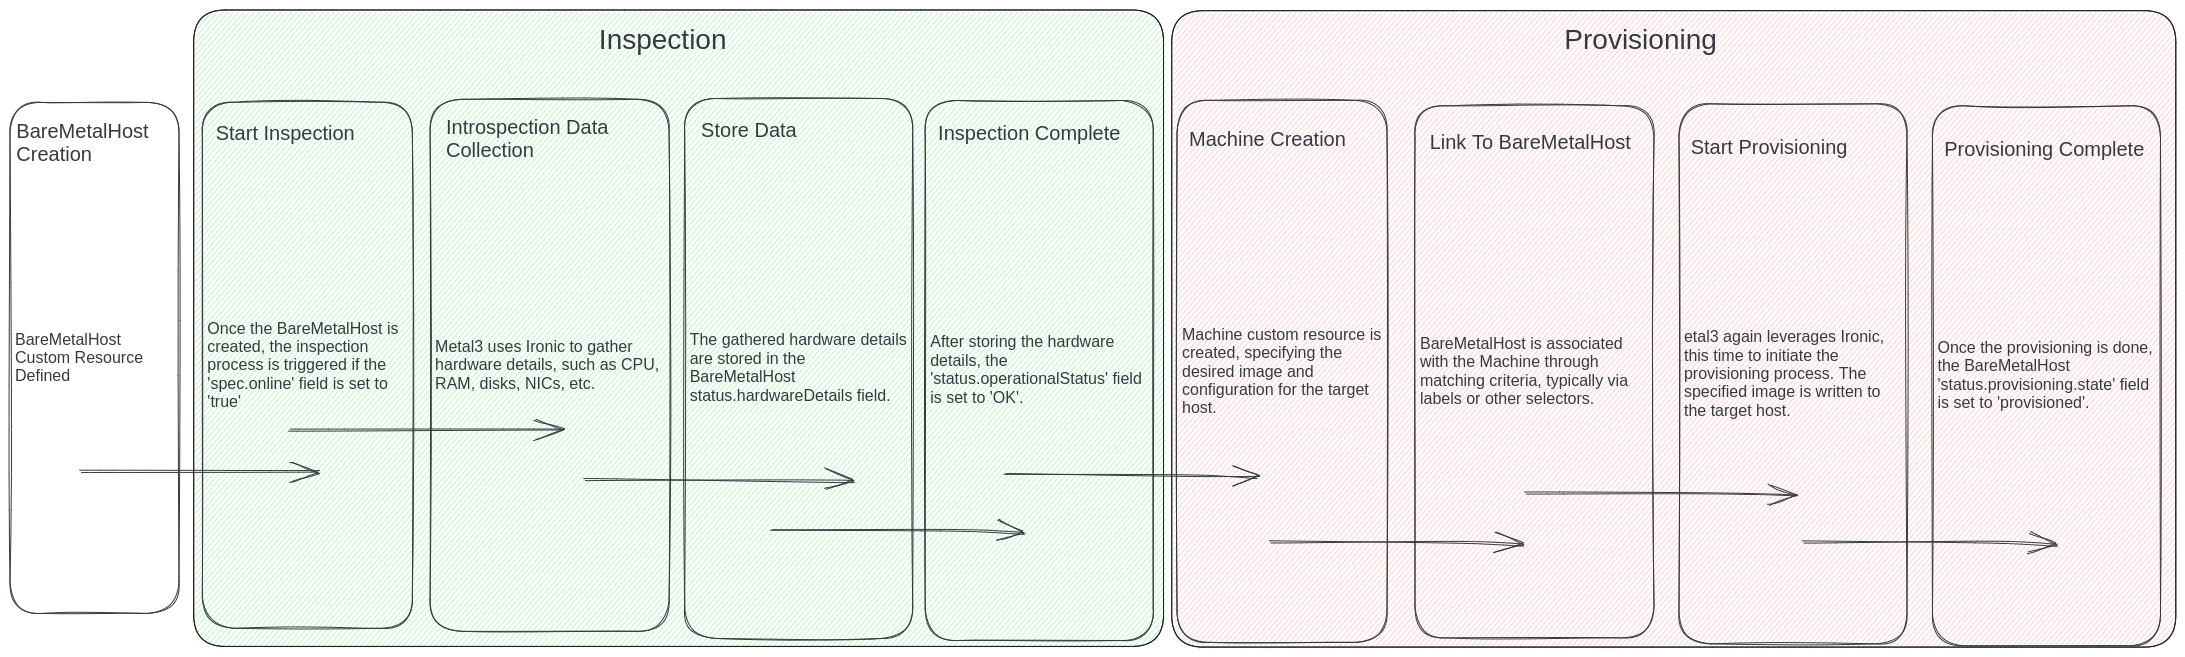 Inspection
Provisioning
BareMetalHost
Creation
BareMetalHost
Custom Resource
Defined
Start Inspection
Once the BareMetalHost is
created, the inspection
process is triggered if the
'spec.online' field is set to
'true'
Introspection Data
Collection
Metal3 uses Ironic to gather
hardware details, such as CPU,
RAM, disks, NICs, etc.
Store Data
The gathered hardware details
are stored in the
BareMetalHost
status.hardwareDetails field.
Inspection Complete
After storing the hardware
details, the
'status.operationalStatus' field
is set to 'OK'.
Machine Creation
Machine custom resource is
created, specifying the
desired image and
configuration for the target
host.
Link To BareMetalHost
BareMetalHost is associated
with the Machine through
matching criteria, typically via
labels or other selectors.
Start Provisioning
etal3 again leverages Ironic,
this time to initiate the
provisioning process. The
specified image is written to
the target host.
Provisioning Complete
Once the provisioning is done,
the BareMetalHost
'status.provisioning.state' field
is set to 'provisioned'.